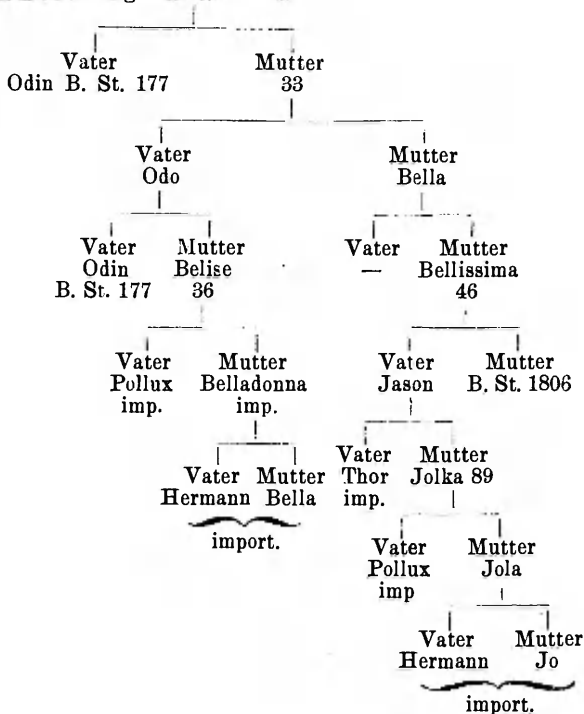 Vater Mutter
Odin B. St. 177 33
Vater Mutter
Odo Bella
Vater Mutter Vater Mutter
Odin Belise — Bellissima
B. St. 177 36 46
Vater Mutter Vater Mutter
Pollux Belladonna Jason B. St. 1806
imp. imp.
Vater Mutter Vater Mutter
Hermann Bella Thor Jolka 89
imp.
import.
Vater Mutter
Pollux Jola
imp
Vater Mutter
Hermann Jo
import.